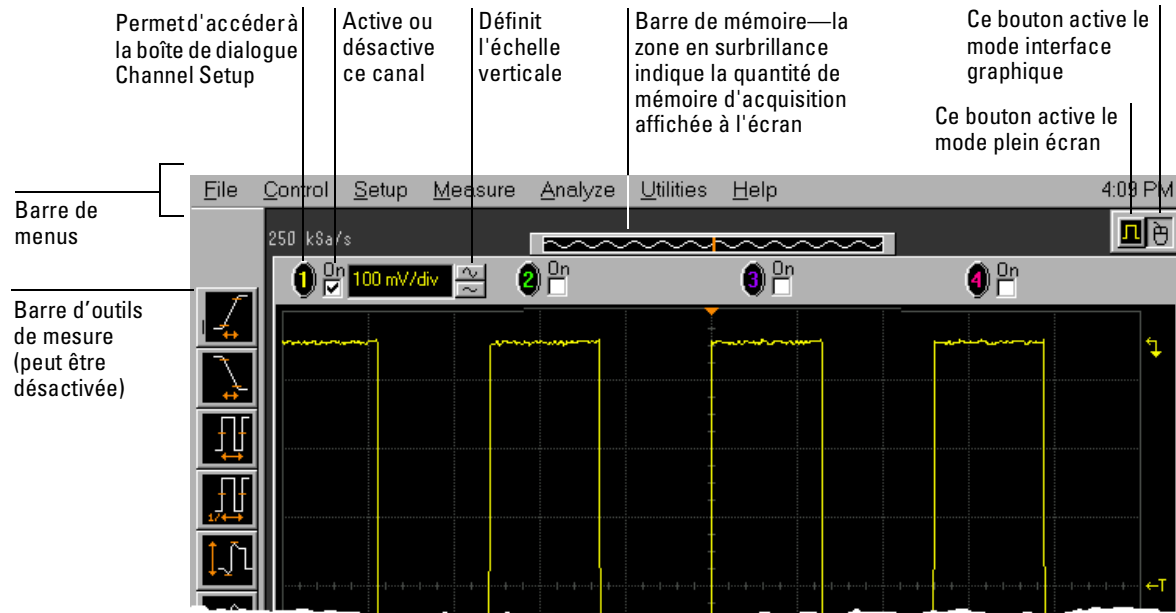 Permet d'accéder à
la boîte de dialogue
Channel Setup
Active ou
désactive
ce canal
Définit
l'échelle
verticale
Barre de mémoire—la
zone en surbrillance
indique la quantité de
mémoire d'acquisition
affichée à l'écran
Ce bouton active le
mode interface
graphique
Ce bouton active le
mode plein écran
Barre de
menus
File Control Setup Measure Analyze Utilities Help 4:09 PM
250 kSa/s
1 On 100 mV/div 2 On 3 On 4 On
Barre d'outils
de mesure
(peut être
désactivée)
1/
T